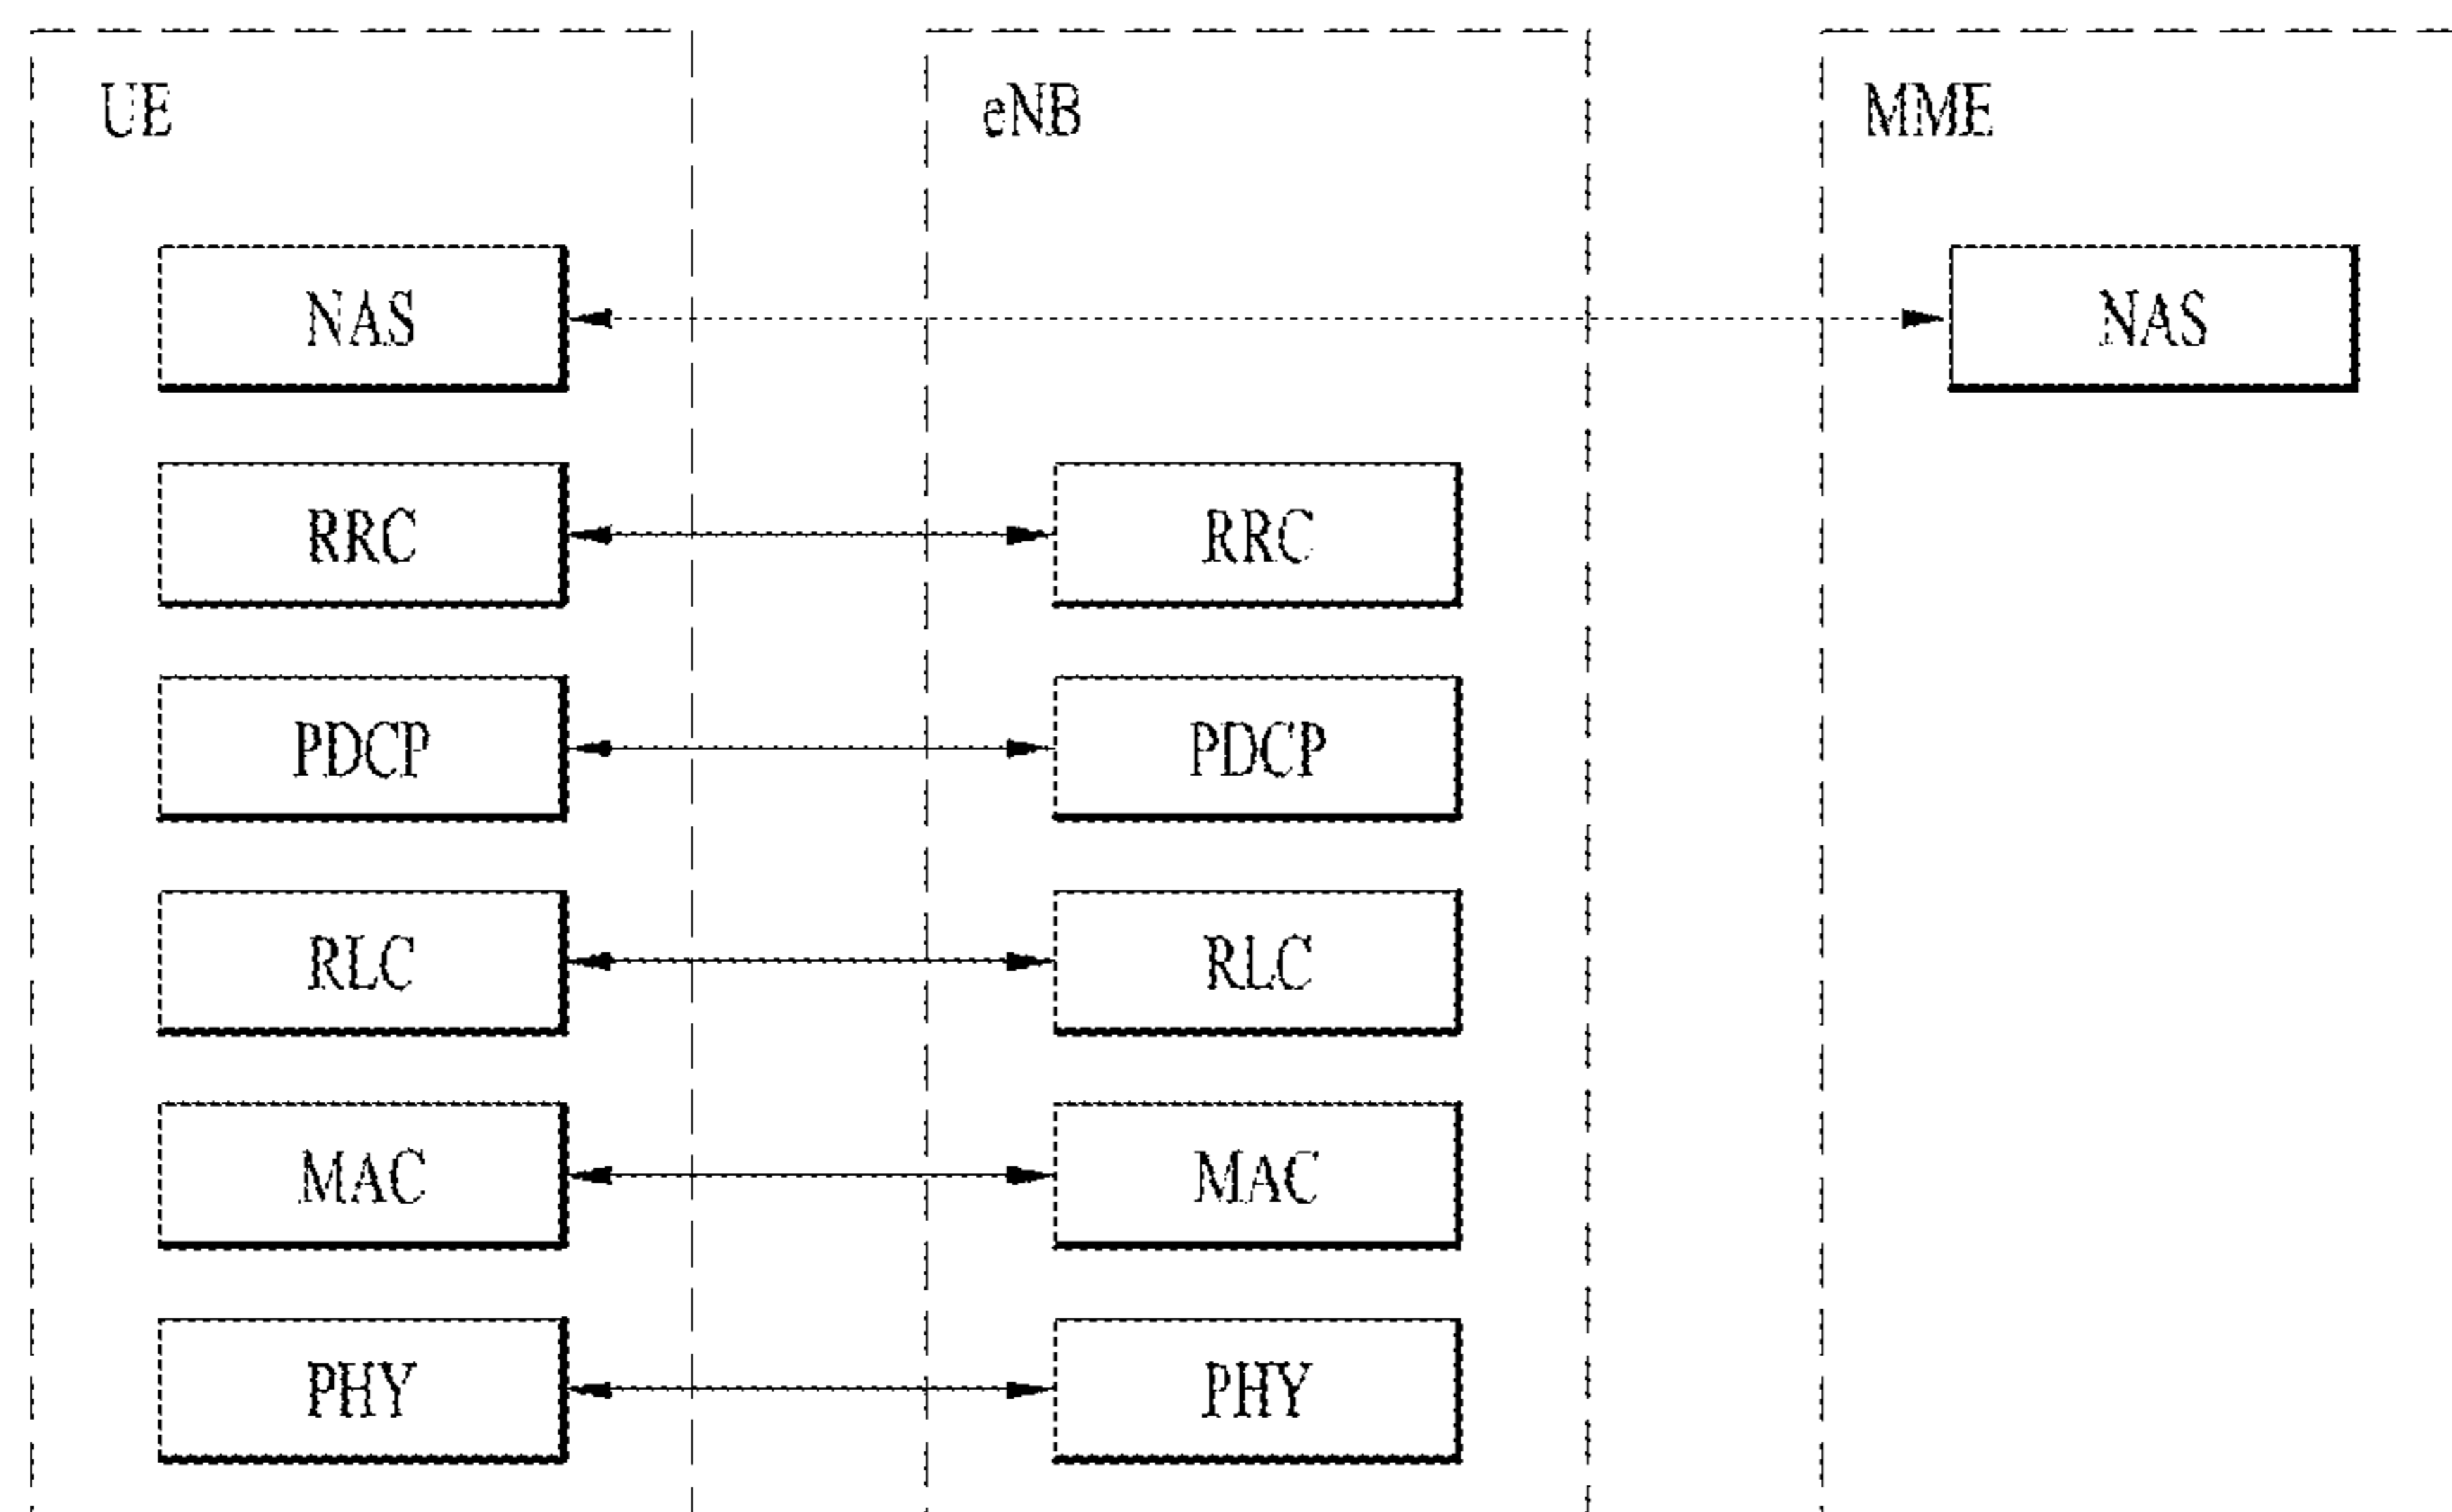 UE eNB MME
NAS NAS
RRC RRC
PDCP PDCP
RLC RLC
MAC MAC
PHY PHY